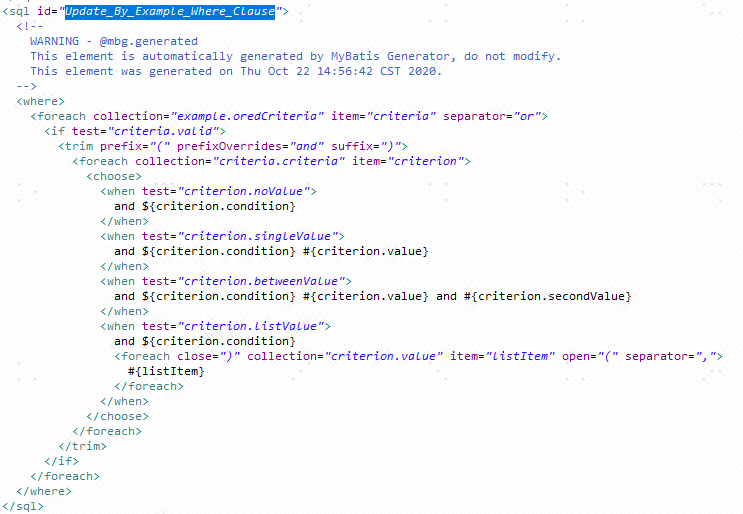 <sql id="Update_By_Example_Where_Clause">
  <!--
    WARNING - @mbg.generated
    This element is automatically generated by MyBatis Generator, do not modify.
    This element was generated on Thu Oct 22 14:56:42 CST 2020.
  -->
  <where>
    <foreach collection="example.oredCriteria" item="criteria" separator="or">
      <if test="criteria.valid">
        <trim prefix="(" prefixOverrides="and" suffix=")">
          <foreach collection="criteria.criteria" item="criterion">
            <choose>
              <when test="criterion.noValue">
                and ${criterion.condition}
              </when>
              <when test="criterion.singleValue">
                and ${criterion.condition} #{criterion.value}
              </when>
              <when test="criterion.betweenValue">
                and ${criterion.condition} #{criterion.value} and #{criterion.secondValue}
              </when>
              <when test="criterion.listValue">
                and ${criterion.condition}
                <foreach close=")" collection="criterion.value" item="listItem" open="(" separator=",">
                  #{listItem}
                </foreach>
              </when>
            </choose>
          </foreach>
        </trim>
      </if>
    </foreach>
  </where>
</sql>